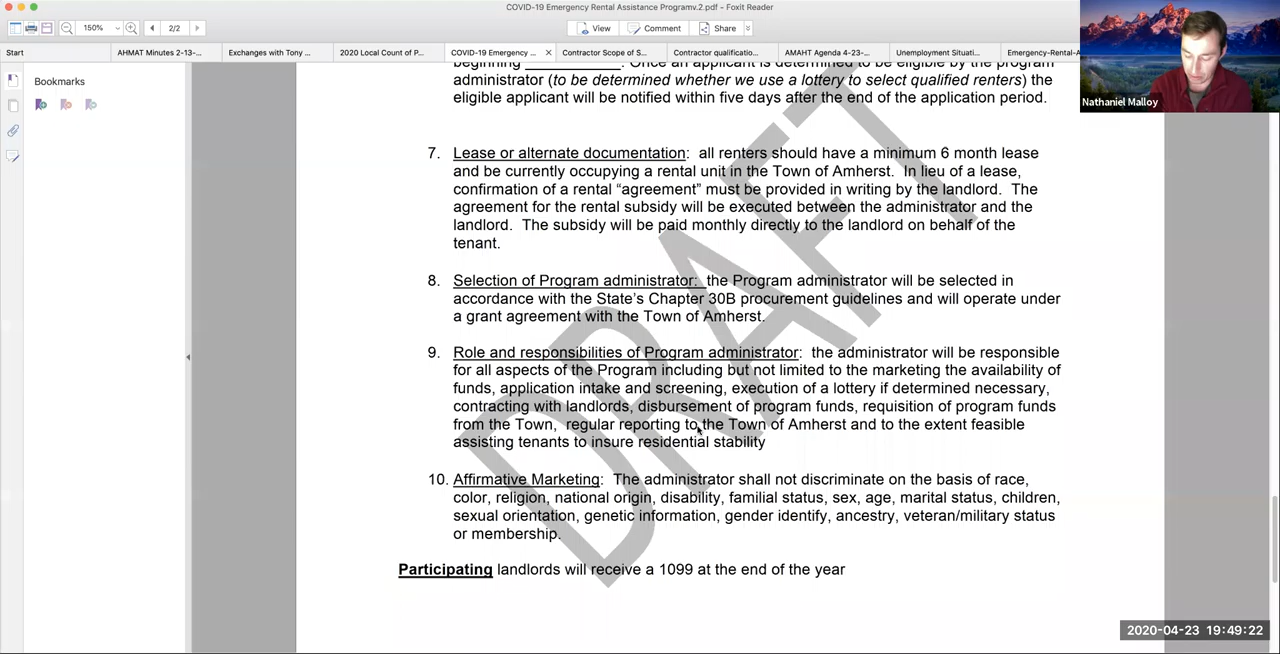 COVID-19 Emergency Rental Assistance Programv.2.pdf - Foxit Reader
150%
2/2
View
Comment
Share
Start
AHMAT Minutes 2-13-...
Exchanges with Tony ...
2020 Local Count of P...
COVID-19 Emergency ...
Contractor Scope of S...
Contractor qualificatio...
AMAHT Agenda 4-23-...
Unemployment Situati...
Emergency-Rental-A
Nathaniel Malloy
Bookmarks
beginning ____________. Once an applicant is determined to be eligible by the program
administrator (to be determined whether we use a lottery to select qualified renters) the
eligible applicant will be notified within five days after the end of the application period.
7. Lease or alternate documentation: all renters should have a minimum 6 month lease
and be currently occupying a rental unit in the Town of Amherst. In lieu of a lease,
confirmation of a rental “agreement” must be provided in writing by the landlord. The
agreement for the rental subsidy will be executed between the administrator and the
landlord. The subsidy will be paid monthly directly to the landlord on behalf of the
tenant.
8. Selection of Program administrator: the Program administrator will be selected in
accordance with the State’s Chapter 30B procurement guidelines and will operate under
a grant agreement with the Town of Amherst.
9. Role and responsibilities of Program administrator: the administrator will be responsible
for all aspects of the Program including but not limited to the marketing the availability of
funds, application intake and screening, execution of a lottery if determined necessary,
contracting with landlords, disbursement of program funds, requisition of program funds
from the Town, regular reporting to the Town of Amherst and to the extent feasible
assisting tenants to insure residential stability
10. Affirmative Marketing: The administrator shall not discriminate on the basis of race,
color, religion, national origin, disability, familial status, sex, age, marital status, children,
sexual orientation, genetic information, gender identify, ancestry, veteran/military status
or membership.
Participating landlords will receive a 1099 at the end of the year
DRAFT
2020-04-23 19:49:22